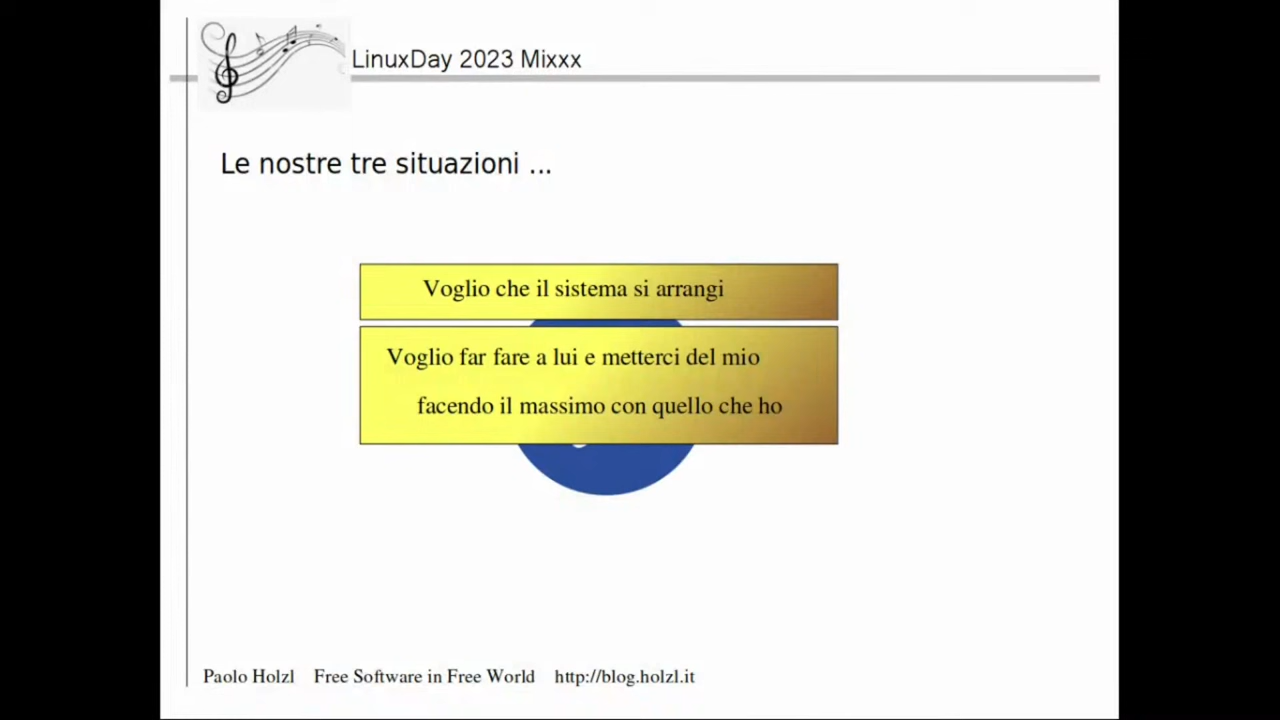 LinuxDay 2023 Mixxx
Le nostre tre situazioni ...
Voglio che il sistema si arrangi
Voglio far fare a lui e metterci del mio
facendo il massimo con quello che ho
Paolo Holzl Free Software in Free World http://blog.holzl.it